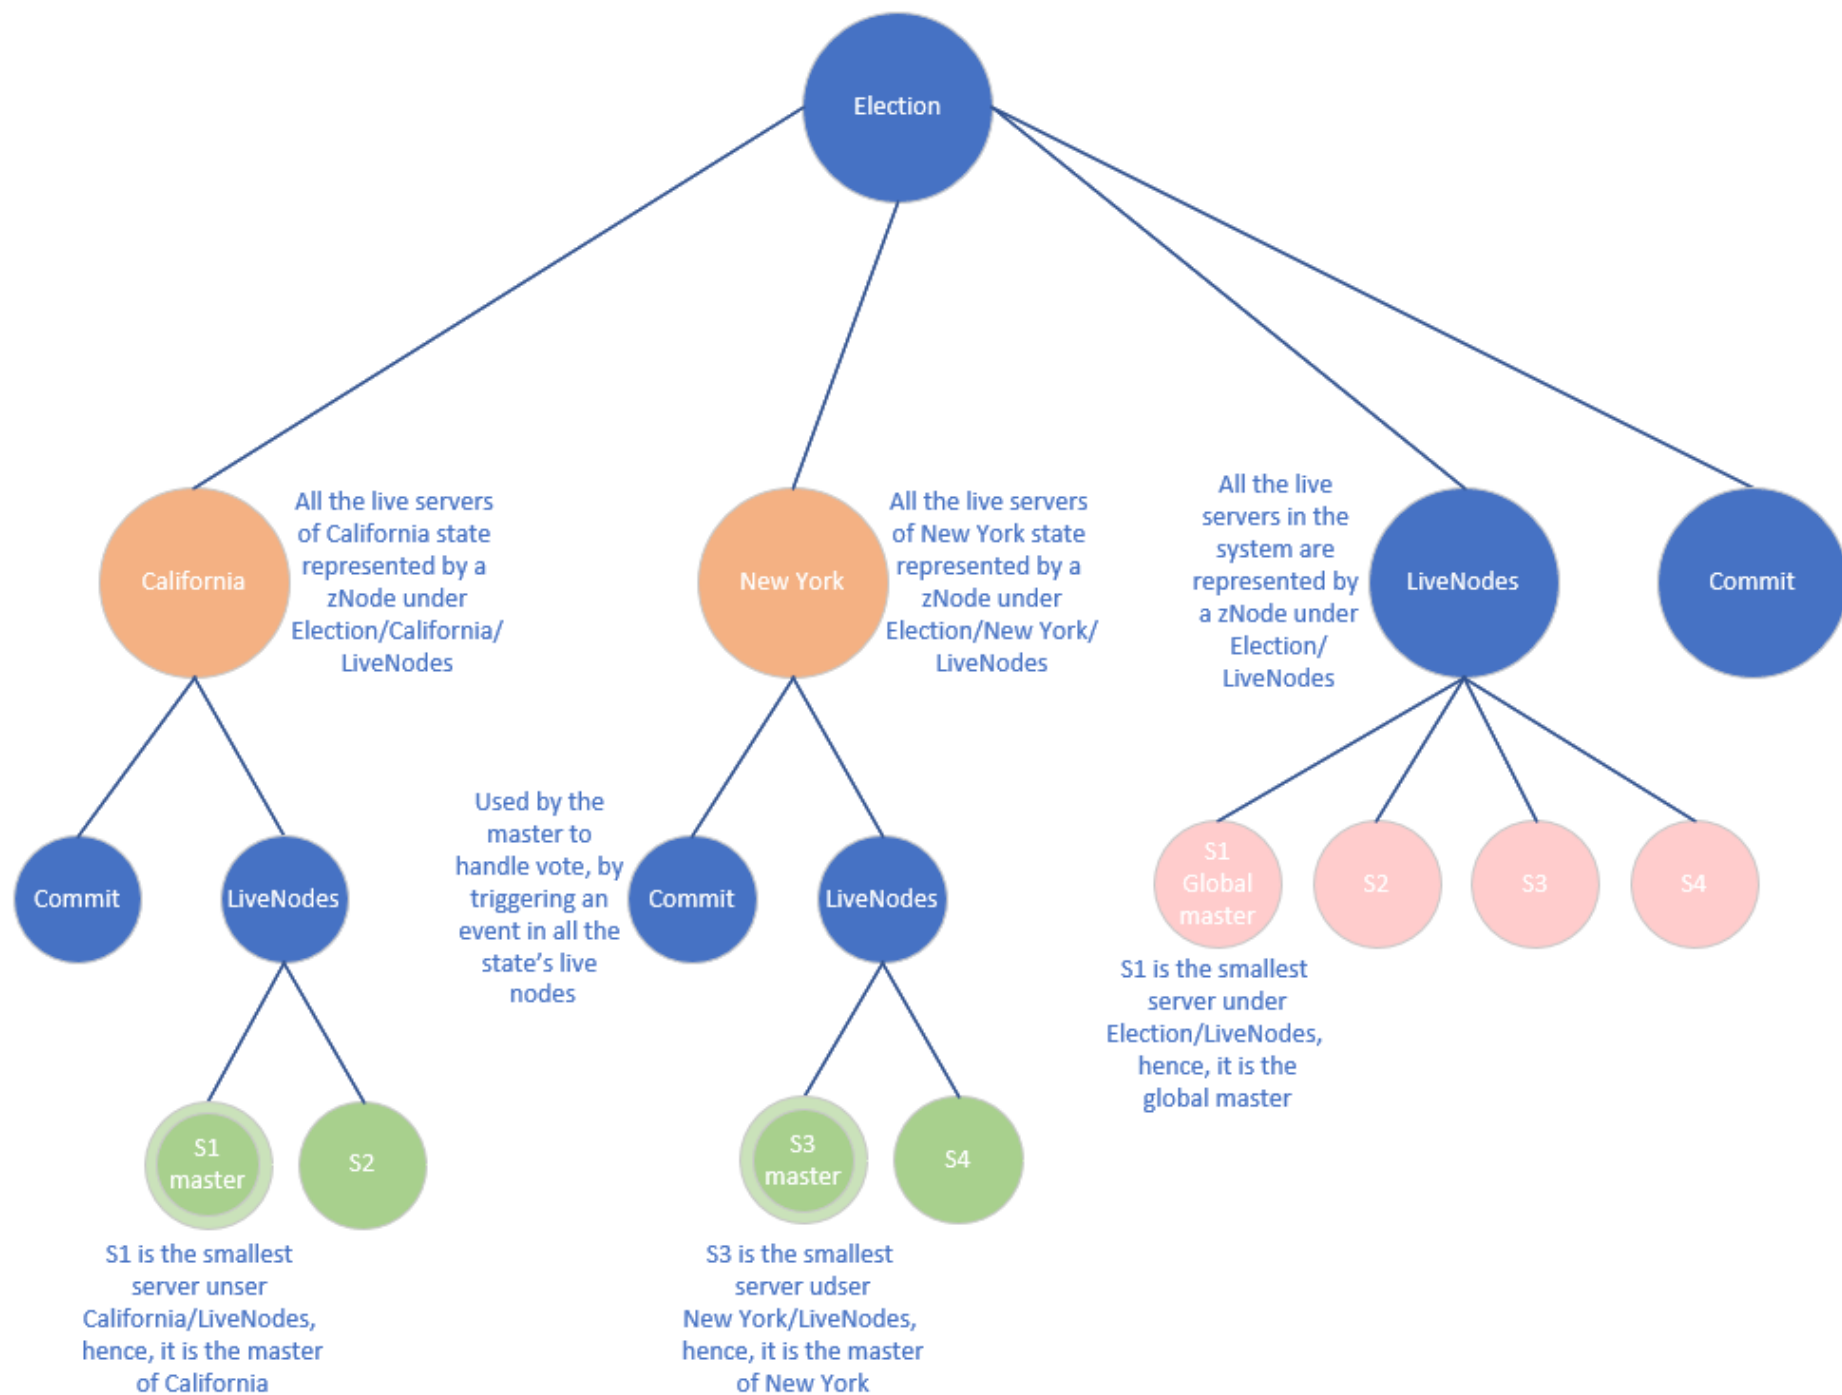 Election
All the live servers
of California state
represented by a
zNode under
Election/California/
LiveNodes
California
All the live servers
of New York state
represented by a
zNode under
Election/New York/
LiveNodes
New York
All the live
servers in the
system are
represented by
a zNode under
Election/
LiveNodes
LiveNodes
Commit
Commit
LiveNodes
Used by the
master to
handle vote, by
triggering an
event in all the
state’s live
nodes
Commit
LiveNodes
S1
Global
master
S2
S3
S4
S1 is the smallest
server under
Election/LiveNodes,
hence, it is the
global master
S1
master
S2
S3
master
S4
S1 is the smallest
server unser
California/LiveNodes,
hence, it is the master
of California
S3 is the smallest
server udser
New York/LiveNodes,
hence, it is the master
of New York